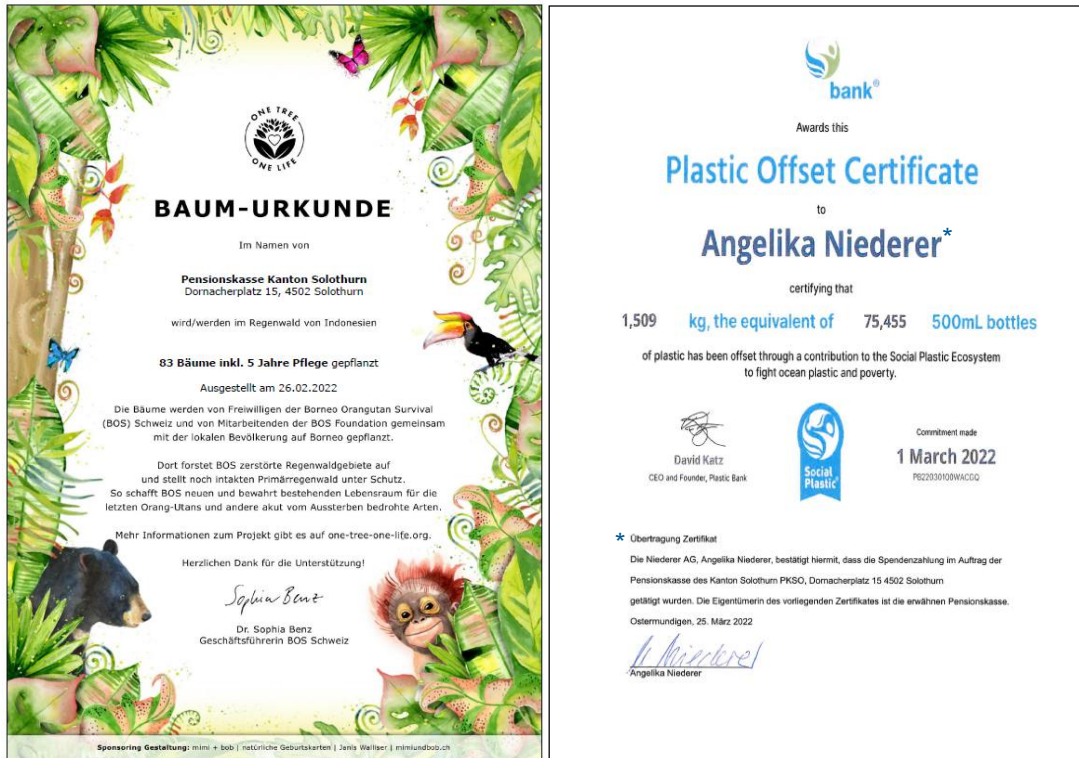 ONE TREE
ONE LIFE
BAUM-URKUNDE
Im Namen von
Pensionskasse Kanton Solothurn
Dornacherplatz 15, 4502 Solothurn
wird/werden im Regenwald von Indonesien
83 Bäume inkl. 5 Jahre Pflege gepflanzt
Ausgestellt am 26.02.2022
Die Bäume werden von Freiwilligen der Borneo Orangutan Survival
(BOS) Schweiz und von Mitarbeitenden der BOS Foundation gemeinsam
mit der lokalen Bevölkerung auf Borneo gepflanzt.
Dort forstet BOS zerstörte Regenwaldgebiete auf
und stellt noch intakten Primärregenwald unter Schutz.
So schafft BOS neuen und bewahrt bestehenden Lebensraum für die
letzten Orang-Utans und andere akut vom Aussterben bedrohte Arten.
Mehr Informationen zum Projekt gibt es auf one-tree-one-life.org.
Herzlichen Dank für die Unterstützung!
Sophia Benz
Dr. Sophia Benz
Geschäftsführerin BOS Schweiz
Sponsoring Gestaltung: mimi + bob | natürliche Geburtskarten | Janis Walliser | mimiundbob.ch
bank®
Awards this
Plastic Offset Certificate
to
Angelika Niederer*
certifying that
1,509 kg, the equivalent of 75,455 500mL bottles
of plastic has been offset through a contribution to the Social Plastic Ecosystem
to fight ocean plastic and poverty.
David Katz
CEO and Founder, Plastic Bank
Social
Plastic®
Commitment made
1 March 2022
PB22030100WACGQ
* Übertragung Zertifikat
Die Niederer AG, Angelika Niederer, bestätigt hiermit, dass die Spendenzahlung im Auftrag der
Pensionskasse des Kanton Solothurn PKSO, Dornacherplatz 15 4502 Solothurn
getätigt wurden. Die Eigentümerin des vorliegenden Zertifikates ist die erwähnen Pensionskasse.
Ostermundigen, 25. März 2022
A Niederer
Angelika Niederer